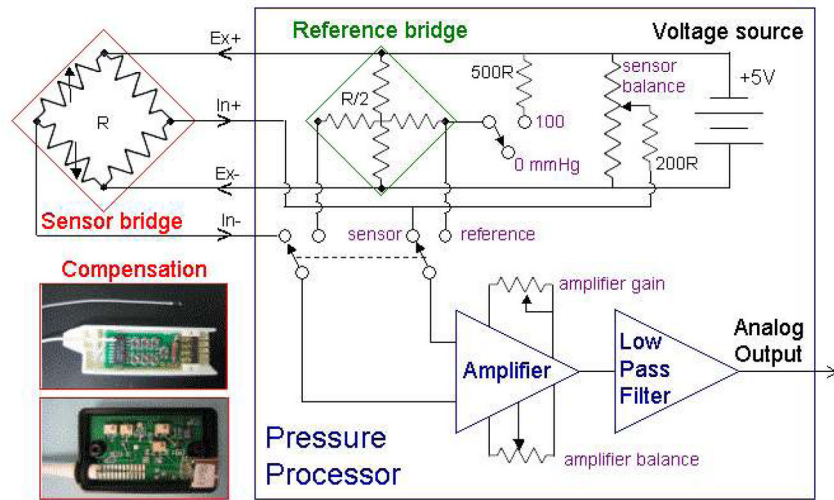 Ex+
Reference bridge
Voltage source
500R
sensor
balance
+5V
R/2
R
In+
100
0 mmHg
200R
Ex-
Sensor bridge
In-
sensor
reference
Compensation
amplifier gain
Amplifier
Low
Pass
Filter
Analog
Output
Pressure
Processor
amplifier balance